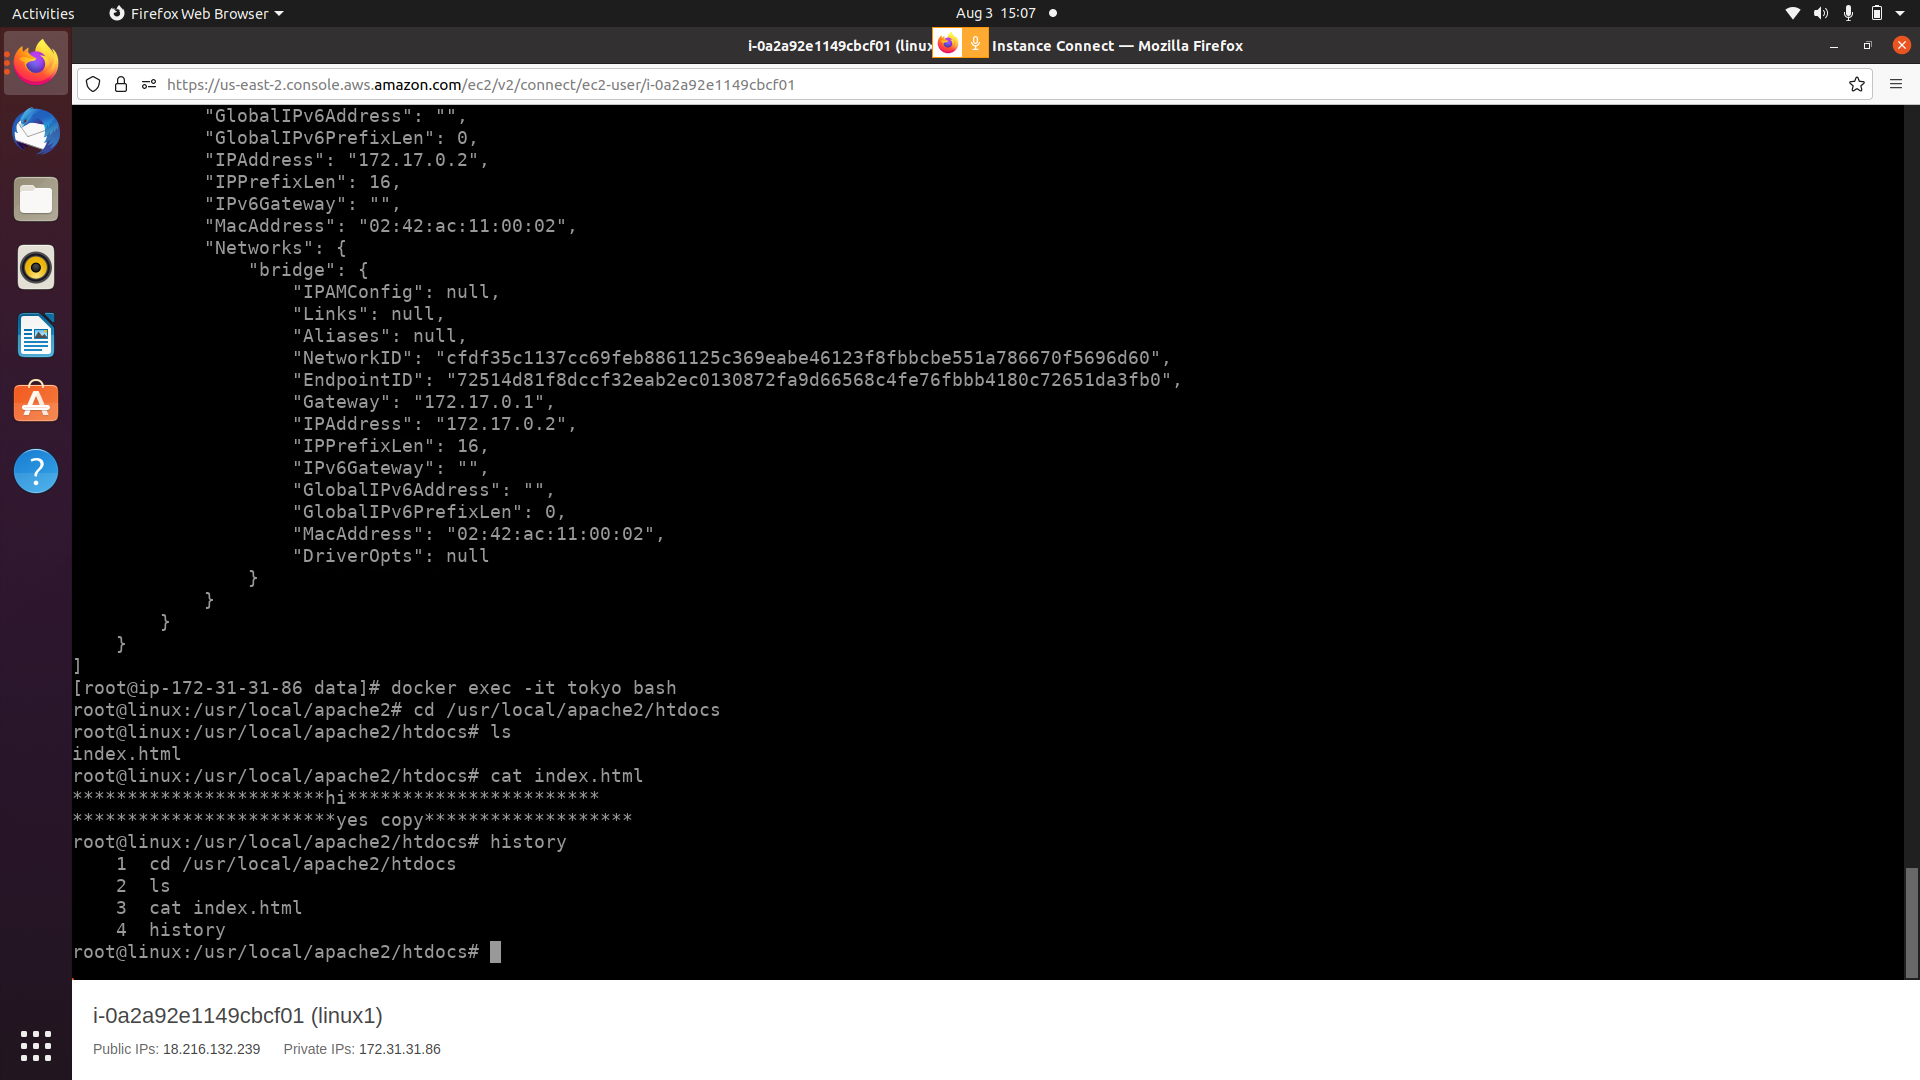 Activities
Firefox Web Browser
Aug 3 15:07
i-0a2a92e1149cbcf01 (linux Instance Connect — Mozilla Firefox
https://us-east-2.console.aws.amazon.com/ec2/v2/connect/ec2-user/i-0a2a92e1149cbcf01
"GlobalIPv6Address": "",
"GlobalIPv6PrefixLen": 0,
"IPAddress": "172.17.0.2",
"IPPrefixLen": 16,
"IPv6Gateway": "",
"MacAddress": "02:42:ac:11:00:02",
"Networks": {
"bridge": {
"IPAMConfig": null,
"Links": null,
"Aliases": null,
"NetworkID": "cfdf35c1137cc69feb8861125c369eabe46123f8fbbcbe551a786670f5696d60",
"EndpointID": "72514d81f8dccf32eab2ec0130872fa9d66568c4fe76fbbb4180c72651da3fb0",
"Gateway": "172.17.0.1",
"IPAddress": "172.17.0.2",
"IPPrefixLen": 16,
"IPv6Gateway": "",
"GlobalIPv6Address": "",
"GlobalIPv6PrefixLen": 0,
"MacAddress": "02:42:ac:11:00:02",
"DriverOpts": null
}
}
}
}
]
[root@ip-172-31-31-86 data]# docker exec -it tokyo bash
root@linux:/usr/local/apache2# cd /usr/local/apache2/htdocs
root@linux:/usr/local/apache2/htdocs# ls
index.html
root@linux:/usr/local/apache2/htdocs# cat index.html
***********************hi***********************
************************yes copy*******************
root@linux:/usr/local/apache2/htdocs# history
1 cd /usr/local/apache2/htdocs
2 ls
3 cat index.html
4 history
root@linux:/usr/local/apache2/htdocs#
i-0a2a92e1149cbcf01 (linux1)
Public IPs: 18.216.132.239 Private IPs: 172.31.31.86